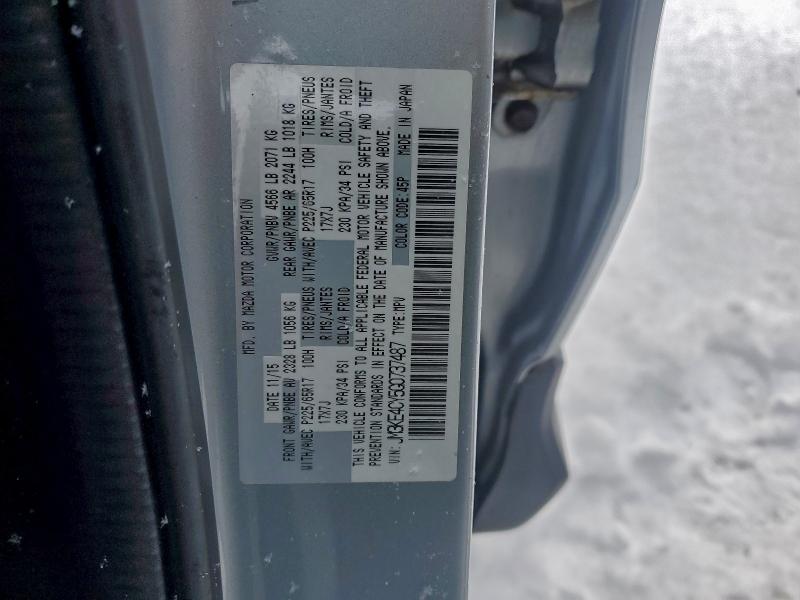 MFD. BY MAZDA MOTOR CORPORATION
DATE 11/15 GVWR/PNBV 4566 LB 2071 KG
FRONT GAWR/PNBE AV 2328 LB 1056 KG REAR GAWR/PNBE AR 2244 LB 1018 KG
WITH/AVEC P225/65R17 100H TIRES/PNEUS WITH/AVEC P225/65R17 100H TIRES/PNEUS
17X7J RIMS/JANTES 17X7J RIMS/JANTES
230 KPA/34 PSI COLD/A FROID 230 KPA/34 PSI COLD/A FROID
THIS VEHICLE CONFORMS TO ALL APPLICABLE FEDERAL MOTOR VEHICLE SAFETY AND THEFT
PREVENTION STANDARDS IN EFFECT ON THE DATE OF MANUFACTURE SHOWN ABOVE.
VIN: JM3KE4CY5G0737487 TYPE:MPV COLOR CODE:45P MADE IN JAPAN